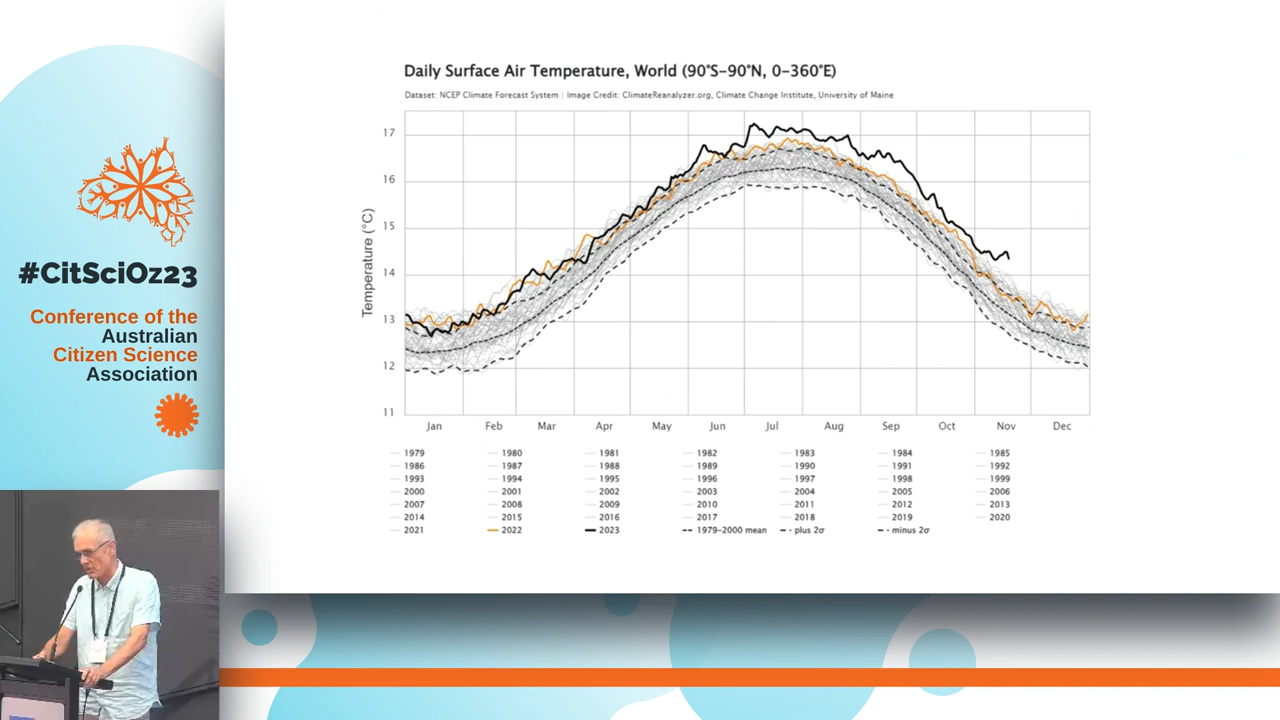 #CitSciOz23
Conference of the
Australian
Citizen Science
Association
Daily Surface Air Temperature, World (90°S–90°N, 0–360°E)
Dataset: NCEP Climate Forecast System | Image Credit: ClimateReanalyzer.org, Climate Change Institute, University of Maine
Temperature (°C)
17
16
15
14
13
12
11
Jan Feb Mar Apr May Jun Jul Aug Sep Oct Nov Dec
1979 1980 1981 1982 1983 1984 1985
1986 1987 1988 1989 1990 1991 1992
1993 1994 1995 1996 1997 1998 1999
2000 2001 2002 2003 2004 2005 2006
2007 2008 2009 2010 2011 2012 2013
2014 2015 2016 2017 2018 2019 2020
2021 2022 2023 1979–2000 mean plus 2σ minus 2σ